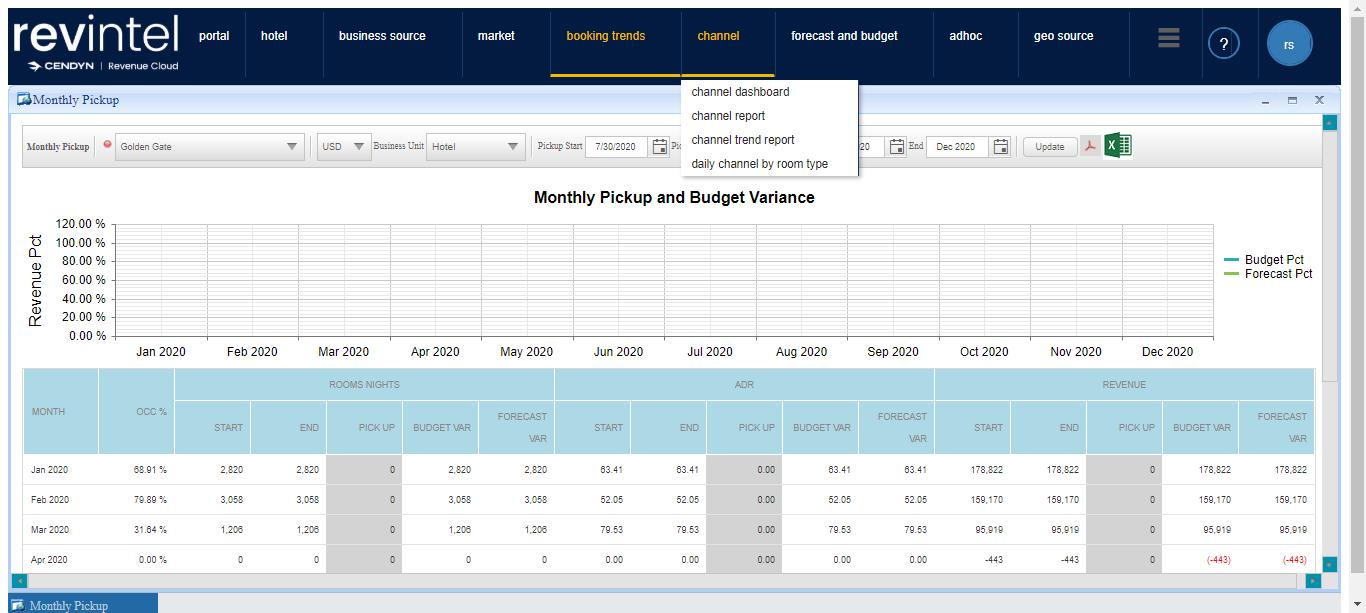 revintel
CENDYN | Revenue Cloud
portal hotel business source market booking trends channel forecast and budget adhoc geo source ? rs
Monthly Pickup
channel dashboard
channel report
channel trend report
daily channel by room type
Monthly Pickup Golden Gate USD Business Unit Hotel Pickup Start 7/30/2020 End Dec 2020 Update
Monthly Pickup and Budget Variance
Revenue Pct
120.00 %
100.00 %
80.00 %
60.00 %
40.00 %
20.00 %
0.00 %
Jan 2020 Feb 2020 Mar 2020 Apr 2020 May 2020 Jun 2020 Jul 2020 Aug 2020 Sep 2020 Oct 2020 Nov 2020 Dec 2020
Budget Pct
Forecast Pct
MONTH OCC % ROOMS NIGHTS ADR REVENUE
START END PICK UP BUDGET VAR FORECAST VAR START END PICK UP BUDGET VAR FORECAST VAR START END PICK UP BUDGET VAR FORECAST VAR
Jan 2020 68.91 % 2,820 2,820 0 2,820 2,820 63.41 63.41 0.00 63.41 63.41 178,822 178,822 0 178,822 178,822
Feb 2020 79.89 % 3,058 3,058 0 3,058 3,058 52.05 52.05 0.00 52.05 52.05 159,170 159,170 0 159,170 159,170
Mar 2020 31.64 % 1,206 1,206 0 1,206 1,206 79.53 79.53 0.00 79.53 79.53 95,919 95,919 0 95,919 95,919
Apr 2020 0.00 % 0 0 0 0 0 0.00 0.00 0.00 0.00 0.00 -443 -443 0 (-443) (-443)
Monthly Pickup